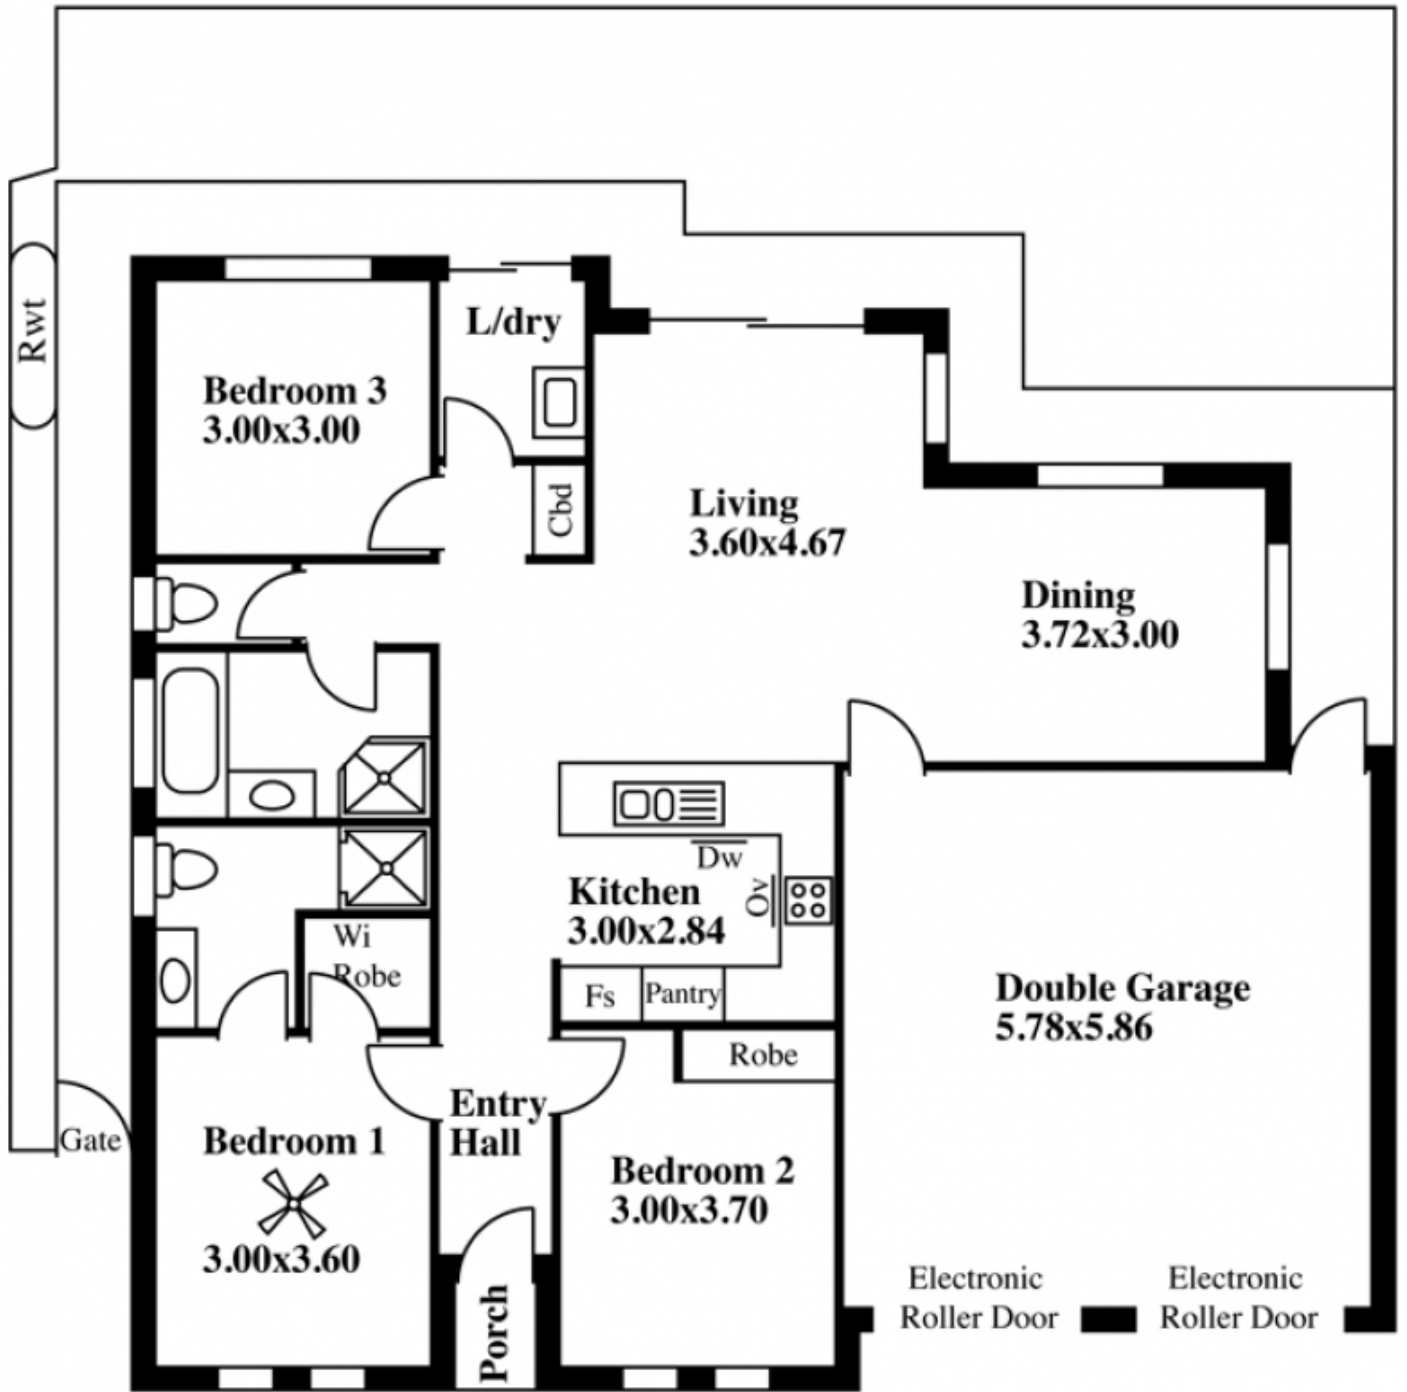 Rwt
L/dry
Bedroom 3
3.00x3.00
Cbd
Living
3.60x4.67
Dining
3.72x3.00
Dw
Ov
Kitchen
3.00x2.84
Wi
Robe
Fs
Pantry
Double Garage
5.78x5.86
Robe
Entry
Hall
Gate
Bedroom 1
3.00x3.60
Bedroom 2
3.00x3.70
Porch
Electronic
Roller Door
Electronic
Roller Door